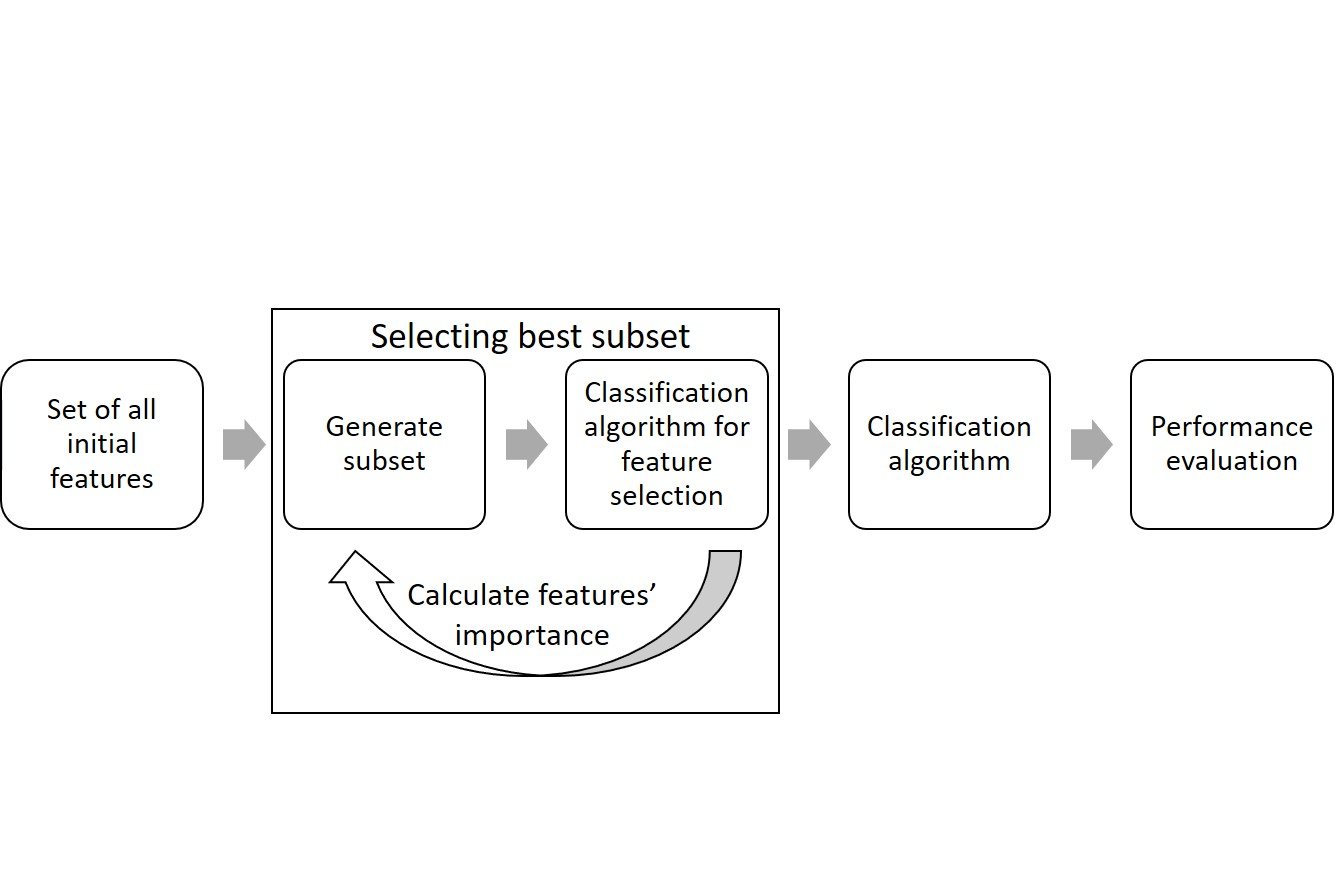 Selecting best subset
Set of all
initial
features
Generate
subset
Classification
algorithm for
feature
selection
Classification
algorithm
Performance
evaluation
Calculate features’
importance